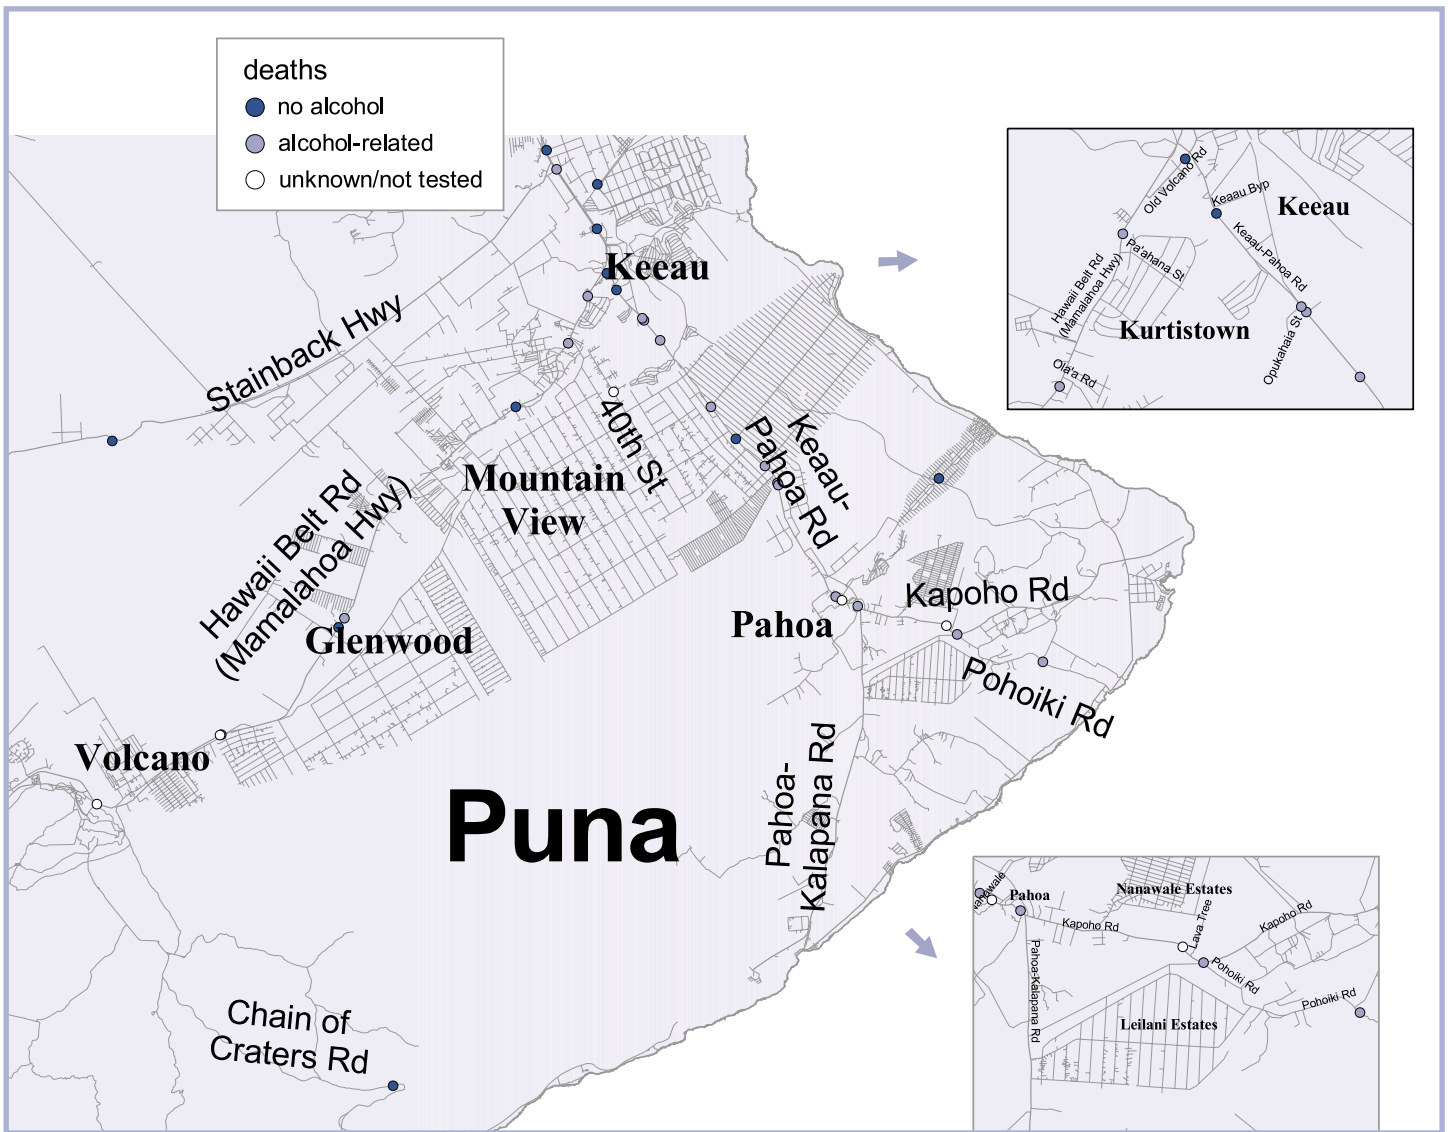 deaths
no alcohol
alcohol-related
unknown/not tested
Keeau
Stainback Hwy
40th St
Keaau-
Pahoa Rd
Mountain
View
Hawaii Belt Rd
(Mamalahoa Hwy)
Glenwood
Pahoa
Kapoho Rd
Pohoiki Rd
Volcano
Puna
Pahoa-
Kalapana Rd
Chain of
Craters Rd
Old Volcano Rd
Keaau Byp
Keeau
Keaau-Pahoa Rd
Pa'ahana St
Hawaii Belt Rd
(Mamalahoa Hwy)
Kurtistown
Opukahaia St
Ola'a Rd
Pahoa
Nanawale Estates
Kapoho Rd
Lava Tree
Kapoho Rd
Pahoa-Kalapana Rd
Pohoiki Rd
Pohoiki Rd
Leilani Estates